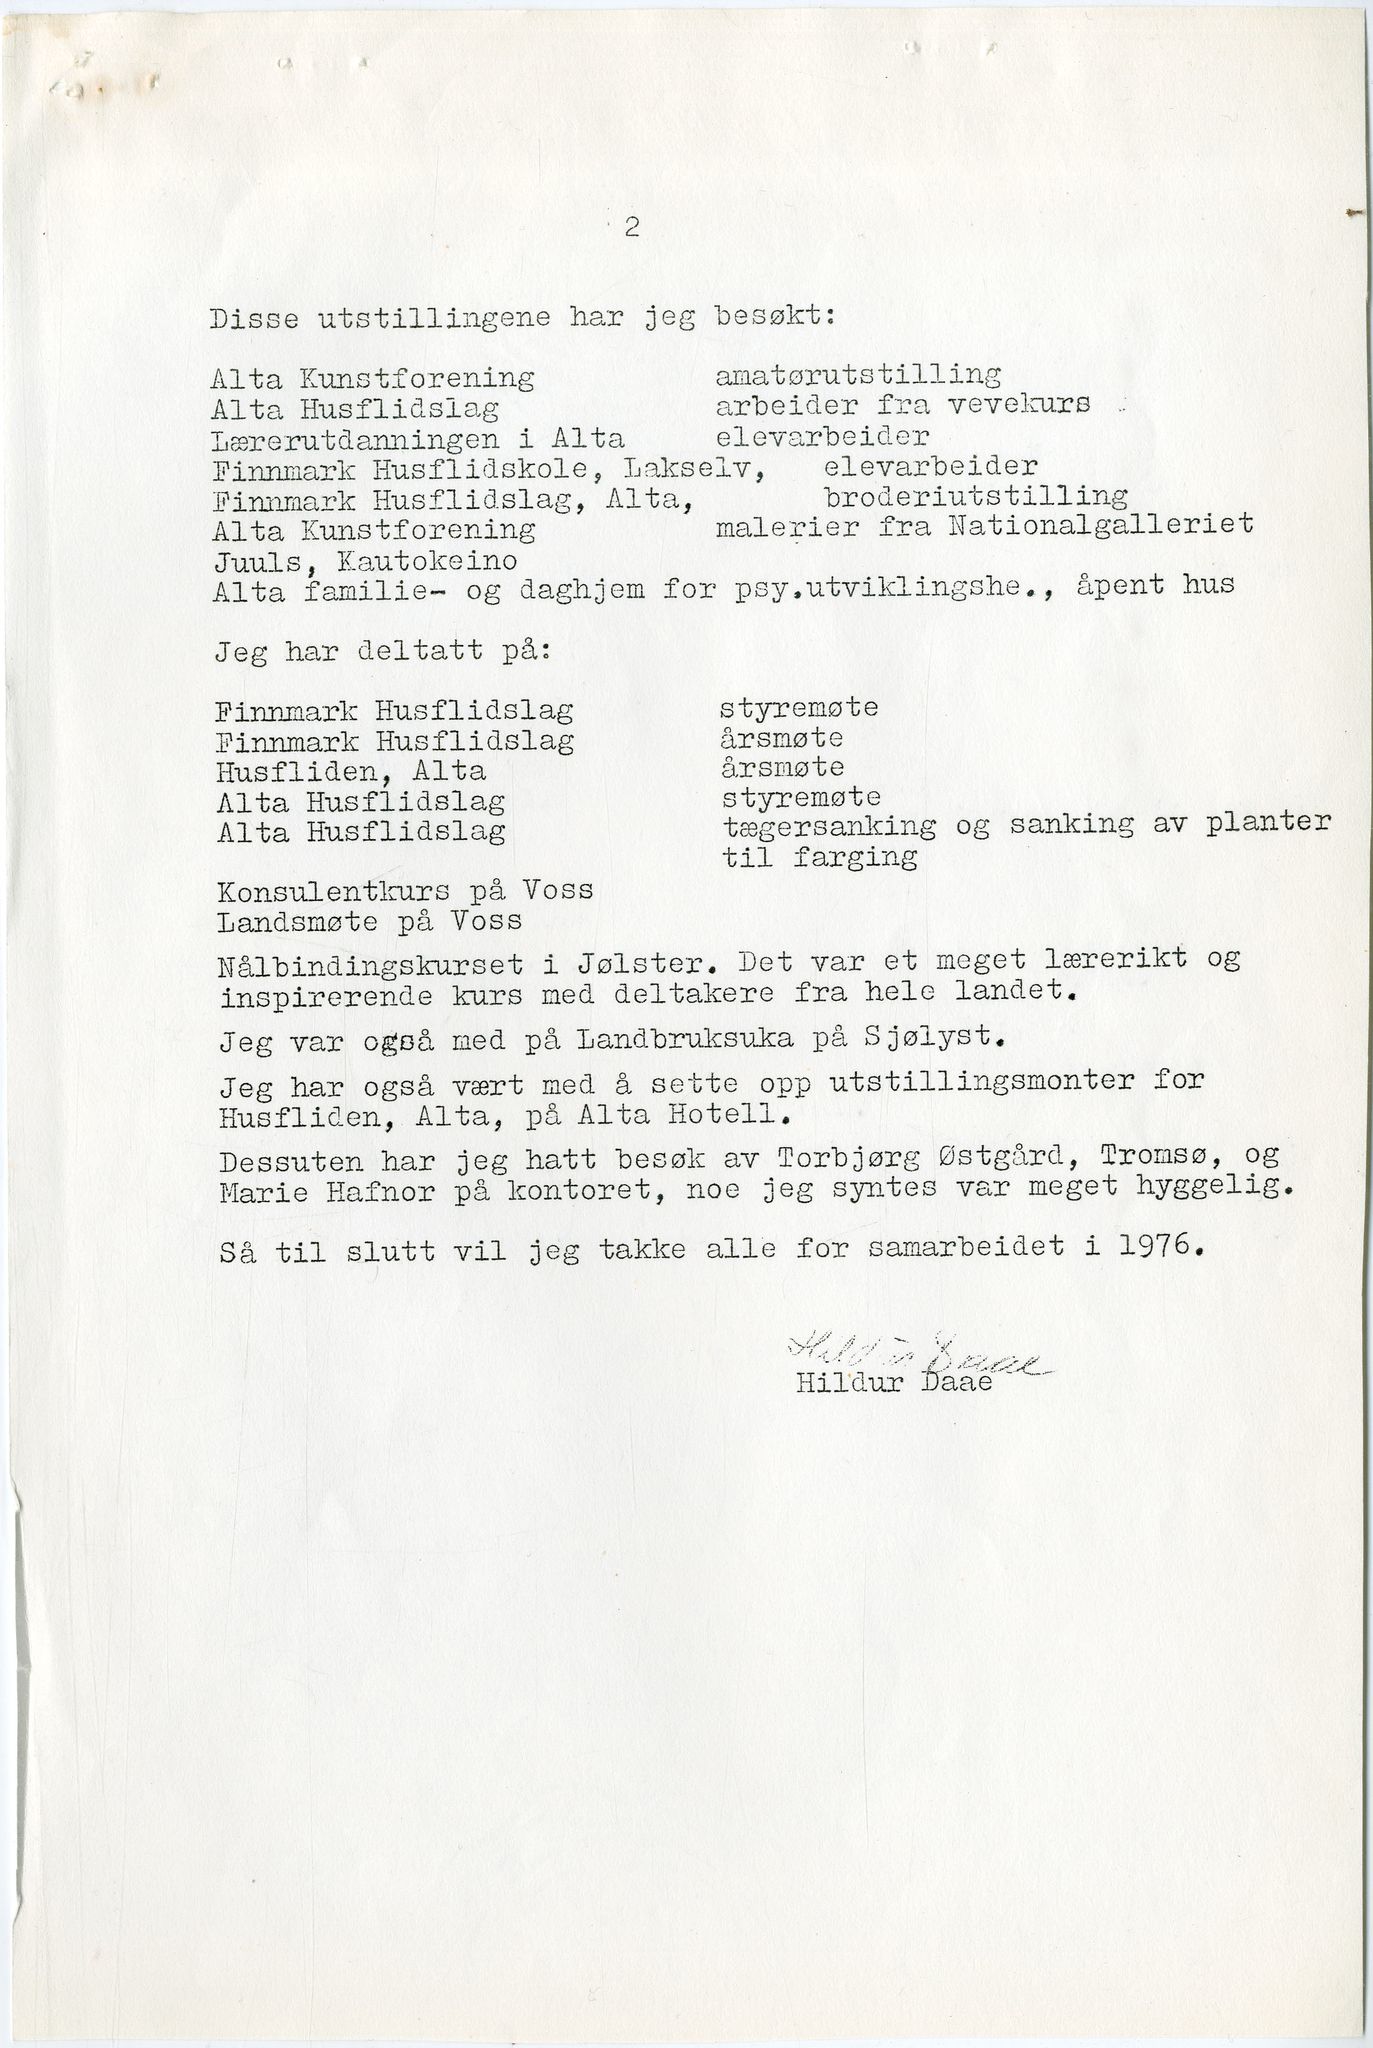 2
Disse utstillingene har jeg besøkt:
Alta Kunstforening amatørutstilling
Alta Husflidslag arbeider fra vevekurs
Lærerutdanningen i Alta elevarbeider
Finnmark Husflidskole, Lakselv, elevarbeider
Finnmark Husflidslag, Alta, broderiutstilling
Alta Kunstforening malerier fra Nationalgalleriet
Juuls, Kautokeino
Alta familie- og daghjem for psy.utviklingshe., åpent hus
Jeg har deltatt på:
Finnmark Husflidslag styremøte
Finnmark Husflidslag årsmøte
Husfliden, Alta årsmøte
Alta Husflidslag styremøte
Alta Husflidslag tægersanking og sanking av planter
til farging
Konsulentkurs på Voss
Landsmøte på Voss
Nålbindingskurset i Jølster. Det var et meget lærerikt og
inspirerende kurs med deltakere fra hele landet.
Jeg var også med på Landbruksuka på Sjølyst.
Jeg har også vært med å sette opp utstillingsmonter for
Husfliden, Alta, på Alta Hotell.
Dessuten har jeg hatt besøk av Torbjørg Østgård, Tromsø, og
Marie Hafnor på kontoret, noe jeg syntes var meget hyggelig.
Så til slutt vil jeg takke alle for samarbeidet i 1976.
Hildur Daae
Hildur Daae